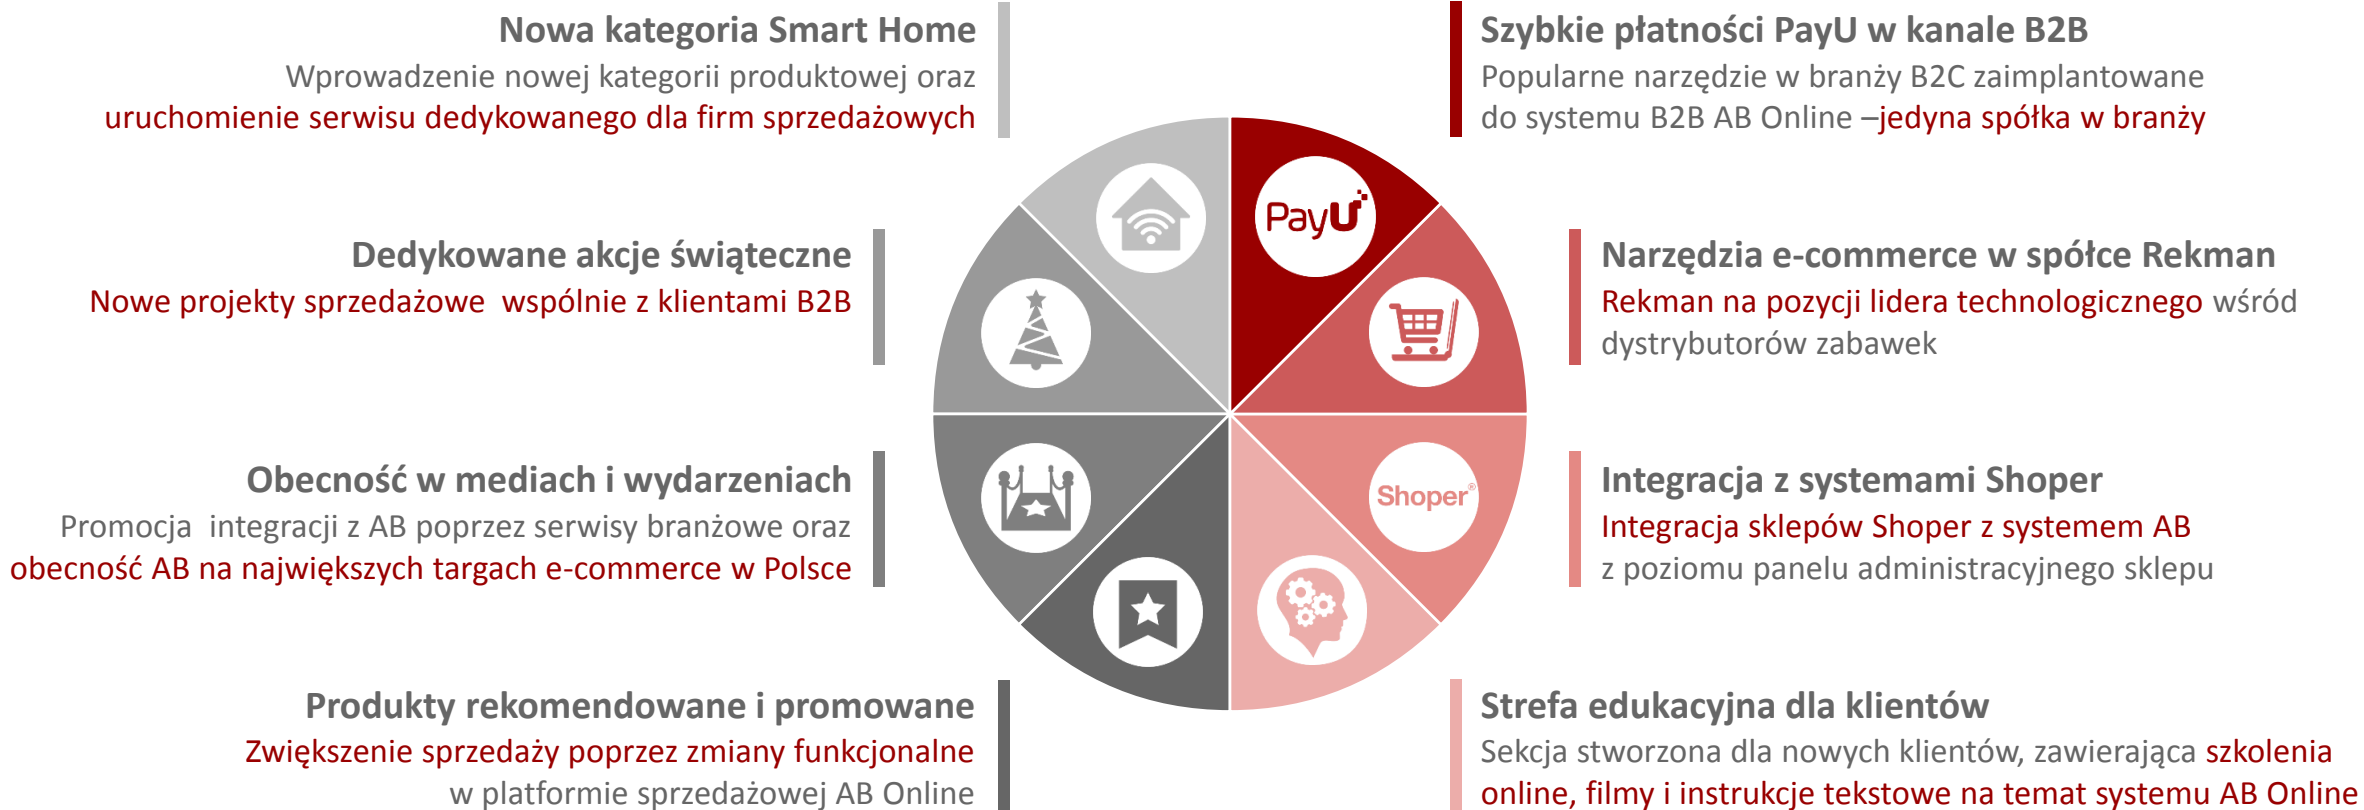 Nowa kategoria Smart Home
Wprowadzenie nowej kategorii produktowej oraz
uruchomienie serwisu dedykowanego dla firm sprzedażowych
Dedykowane akcje świąteczne
Nowe projekty sprzedażowe  wspólnie z klientami B2B
Obecność w mediach i wydarzeniach
Promocja  integracji z AB poprzez serwisy branżowe oraz
obecność AB na największych targach e-commerce w Polsce
Produkty rekomendowane i promowane
Zwiększenie sprzedaży poprzez zmiany funkcjonalne
w platformie sprzedażowej AB Online
PayU
Shoper®
Szybkie płatności PayU w kanale B2B
Popularne narzędzie w branży B2C zaimplantowane
do systemu B2B AB Online –jedyna spółka w branży
Narzędzia e-commerce w spółce Rekman
Rekman na pozycji lidera technologicznego wśród
dystrybutorów zabawek
Integracja z systemami Shoper
Integracja sklepów Shoper z systemem AB
z poziomu panelu administracyjnego sklepu
Strefa edukacyjna dla klientów
Sekcja stworzona dla nowych klientów, zawierająca szkolenia
online, filmy i instrukcje tekstowe na temat systemu AB Online